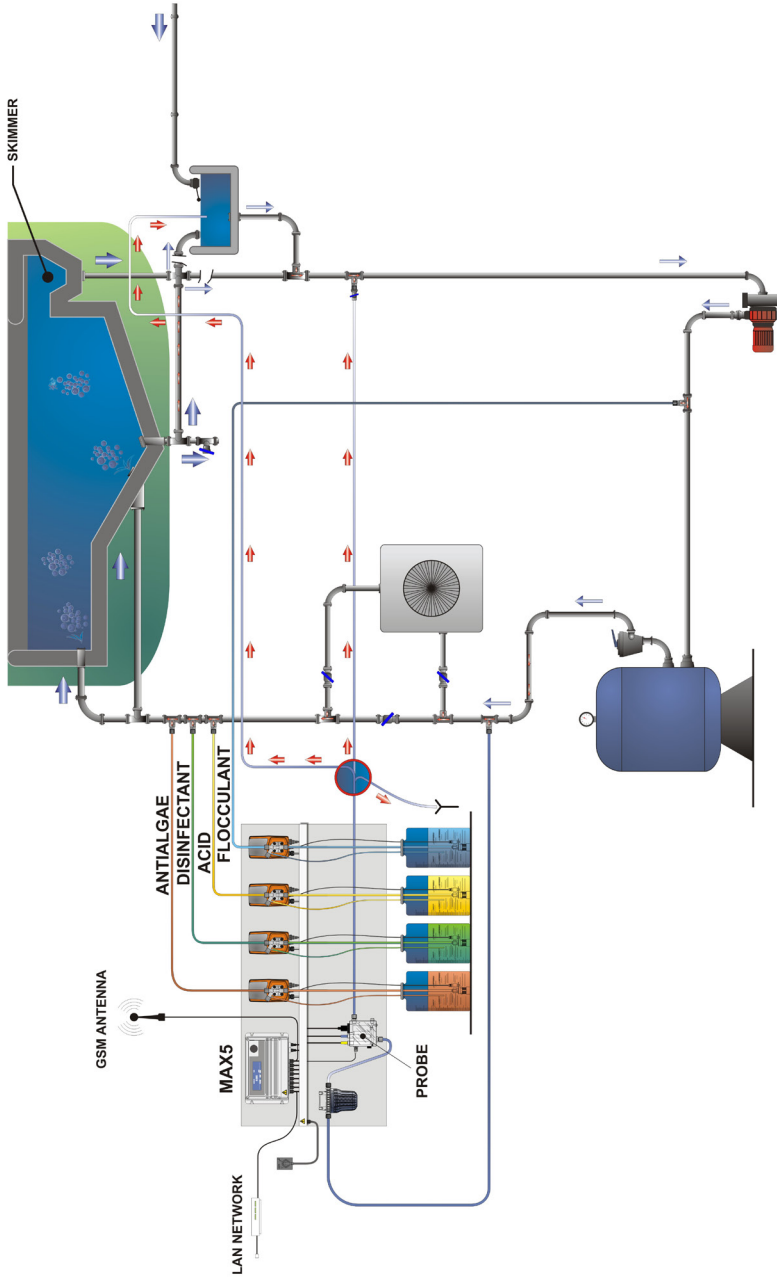 SKIMMER
ANTIALGAE
DISINFECTANT
ACID
FLOCCULANT
GSM ANTENNA
MAX5
PROBE
LAN NETWORK